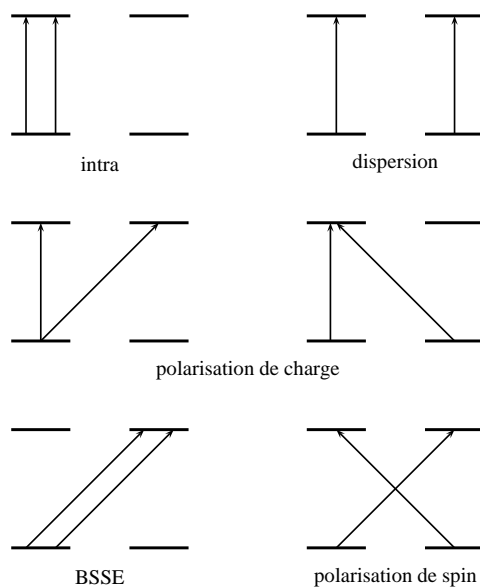 intra
dispersion
polarisation de charge
BSSE
polarisation de spin